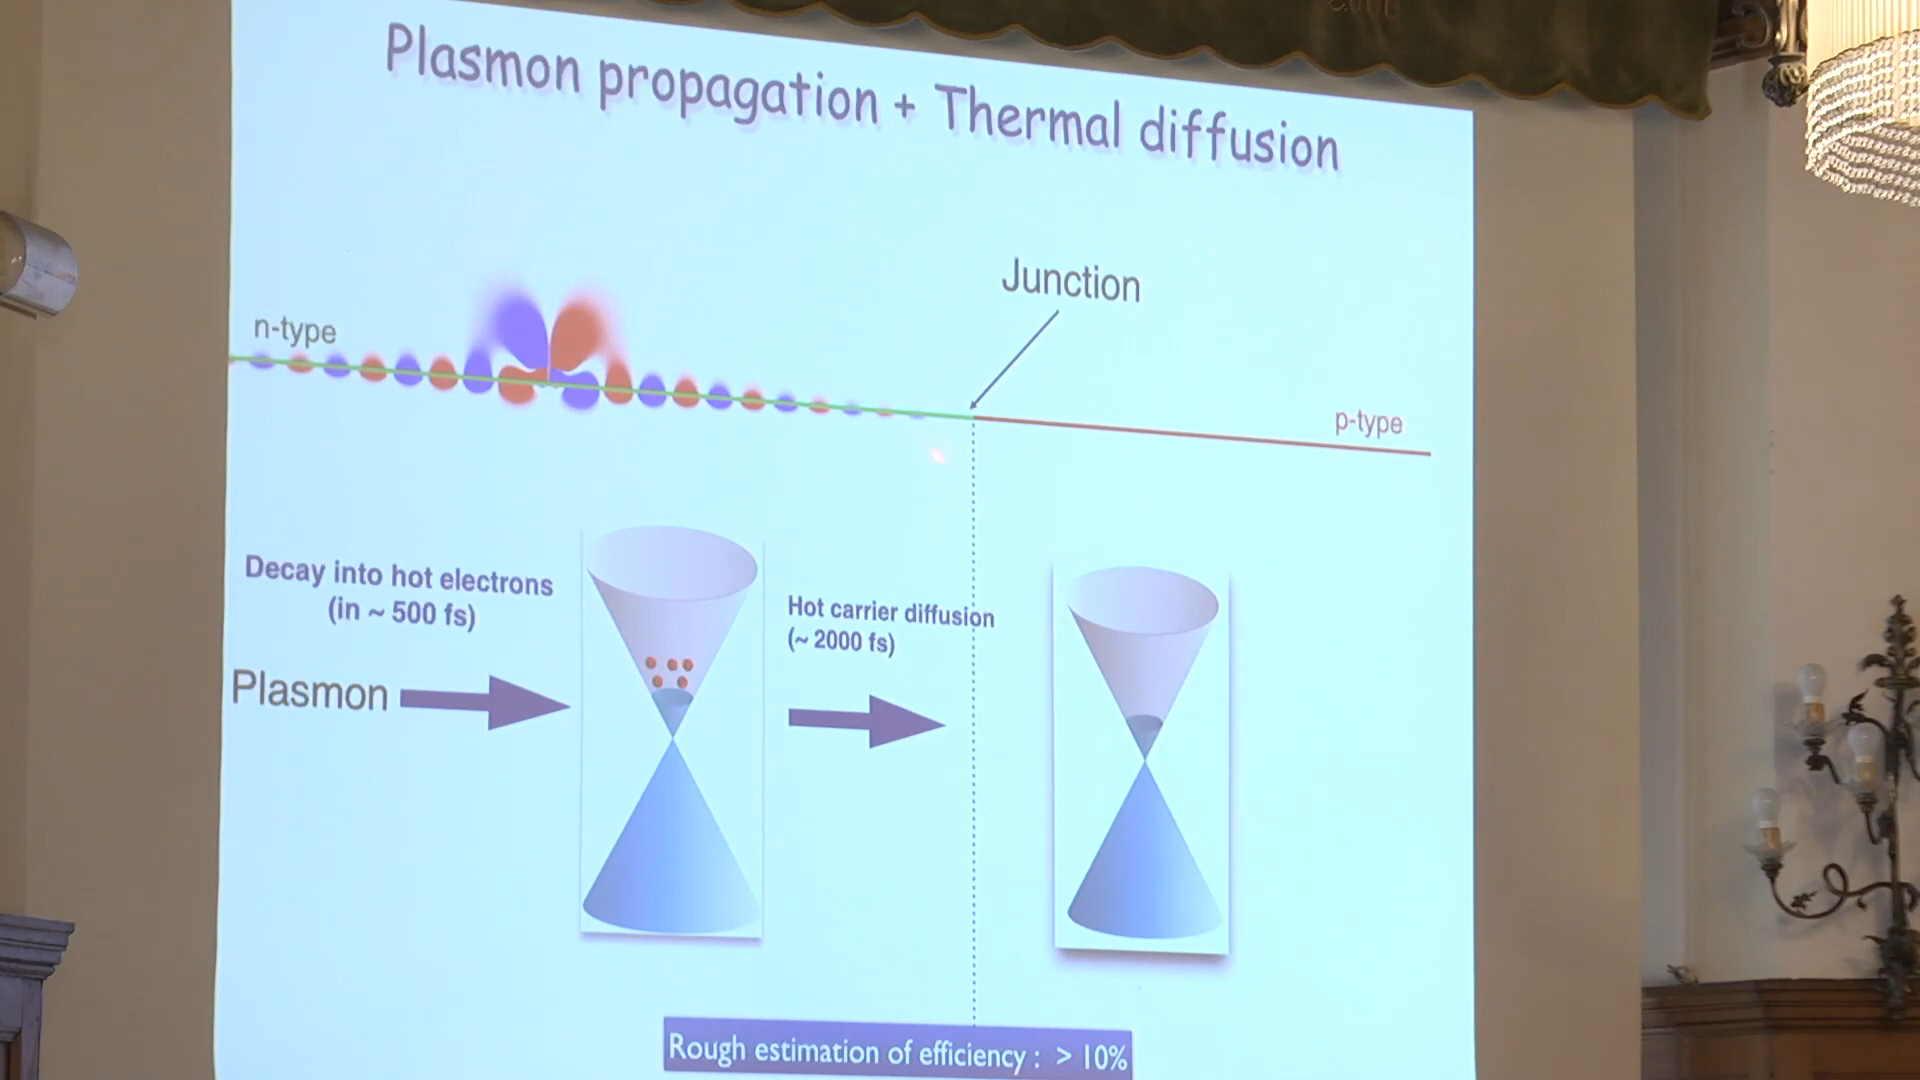 Plasmon propagation + Thermal diffusion
Junction
n-type
p-type
Decay into hot electrons
(in ~ 500 fs)
Hot carrier diffusion
(~ 2000 fs)
Plasmon
Rough estimation of efficiency : > 10%